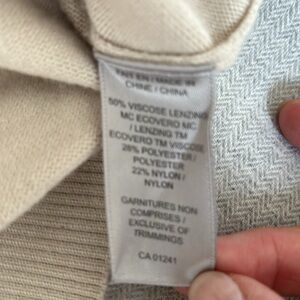 FAIT EN / MADE IN
CHINE / CHINA
50% VISCOSE LENZING
MC ECOVERO MC
/ LENZING TM
ECOVERO TM VISCOSE
28% POLYESTER /
POLYESTER
22% NYLON /
NYLON
GARNITURES NON
COMPRISES /
EXCLUSIVE OF
TRIMMINGS
CA 01241